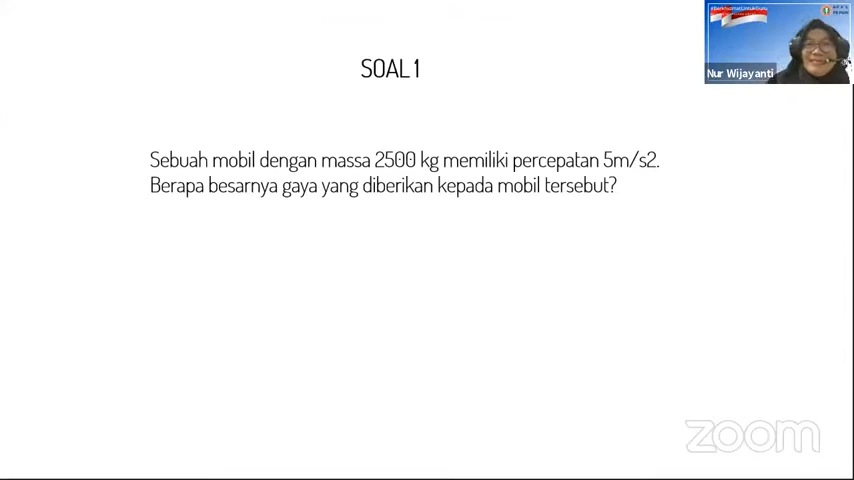 SOAL 1
Nur Wijayanti
Sebuah mobil dengan massa 2500 kg memiliki percepatan 5m/s2.
Berapa besarnya gaya yang diberikan kepada mobil tersebut?
zoom